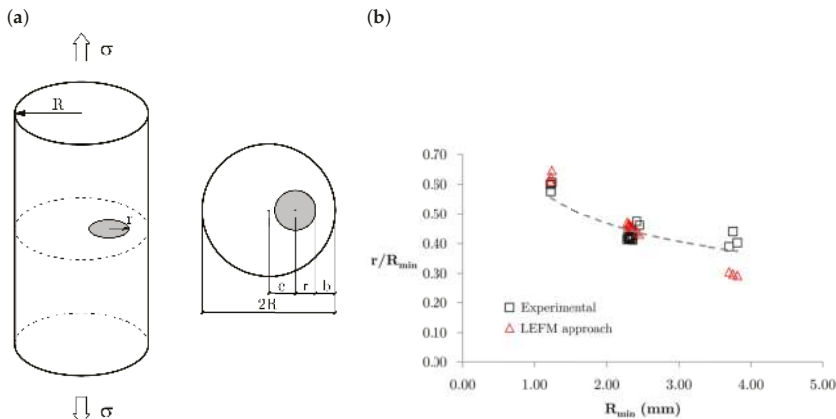 (a)
σ
R
r
e r b
2R
σ
(b)
0.70
0.60
0.50
0.40
0.30
0.20
0.10
0.00
r/Rmin
Experimental
LEFM approach
0.00 1.00 2.00 3.00 4.00 5.00
Rmin (mm)